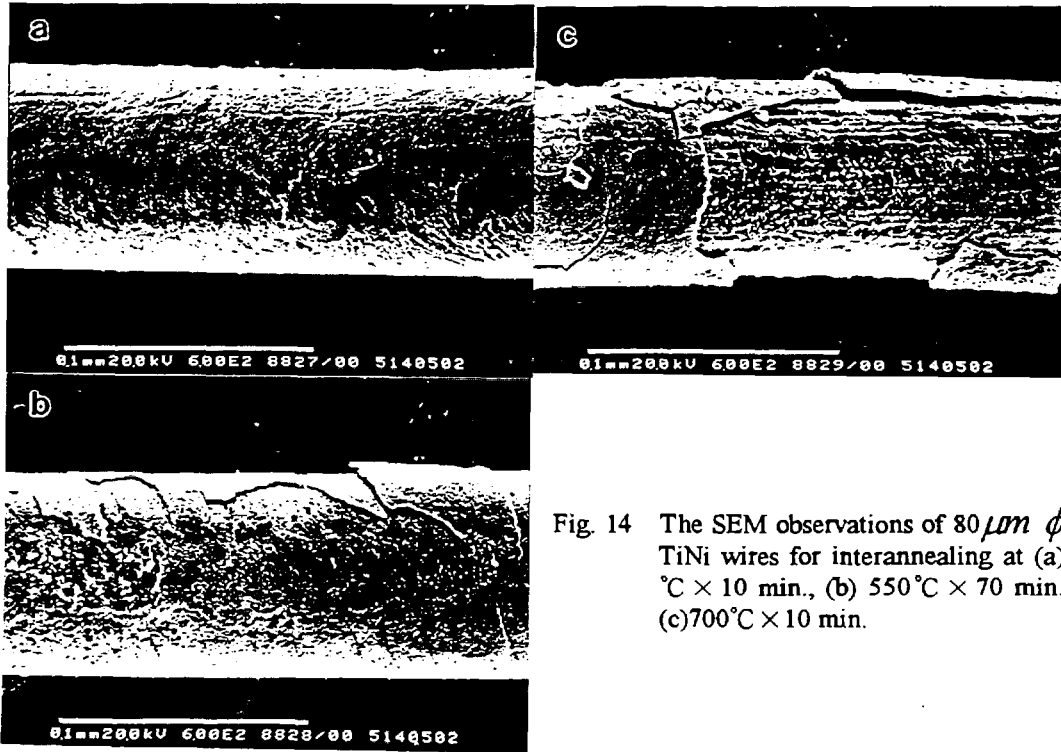 a
c
0.1mm20.0kV 6.00E2 8827/00 5140502
0.1mm20.0kV 6.00E2 8829/00 5140502
b
0.1mm20.0kV 6.00E2 8828/00 5140502
Fig. 14 The SEM observations of 80 μm φ
TiNi wires for interannealing at (a)
°C × 10 min., (b) 550°C × 70 min.
(c)700°C × 10 min.